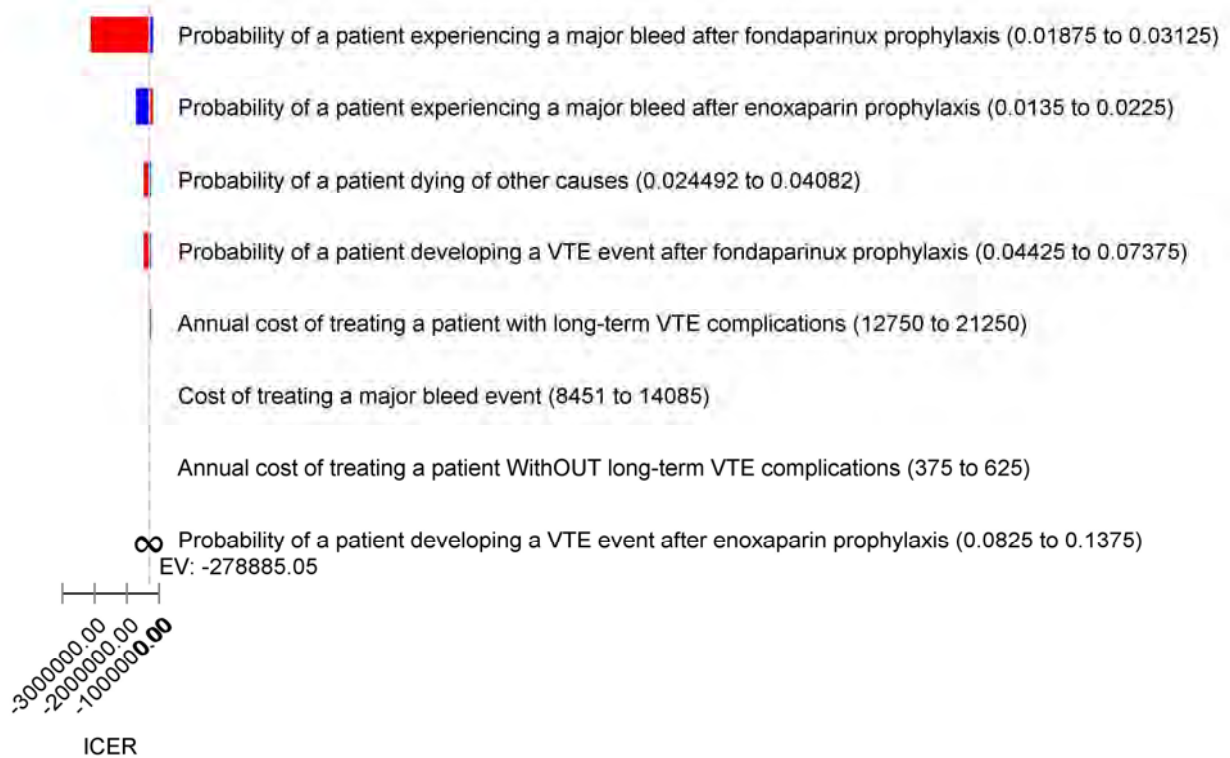 Probability of a patient experiencing a major bleed after fondaparinux prophylaxis (0.01875 to 0.03125)
Probability of a patient experiencing a major bleed after enoxaparin prophylaxis (0.0135 to 0.0225)
Probability of a patient dying of other causes (0.024492 to 0.04082)
Probability of a patient developing a VTE event after fondaparinux prophylaxis (0.04425 to 0.07375)
Annual cost of treating a patient with long-term VTE complications (12750 to 21250)
Cost of treating a major bleed event (8451 to 14085)
Annual cost of treating a patient WithOUT long-term VTE complications (375 to 625)
∞ Probability of a patient developing a VTE event after enoxaparin prophylaxis (0.0825 to 0.1375)
EV: -278885.05
-3000000.00
-2000000.00
-1000000.00
0.00
ICER